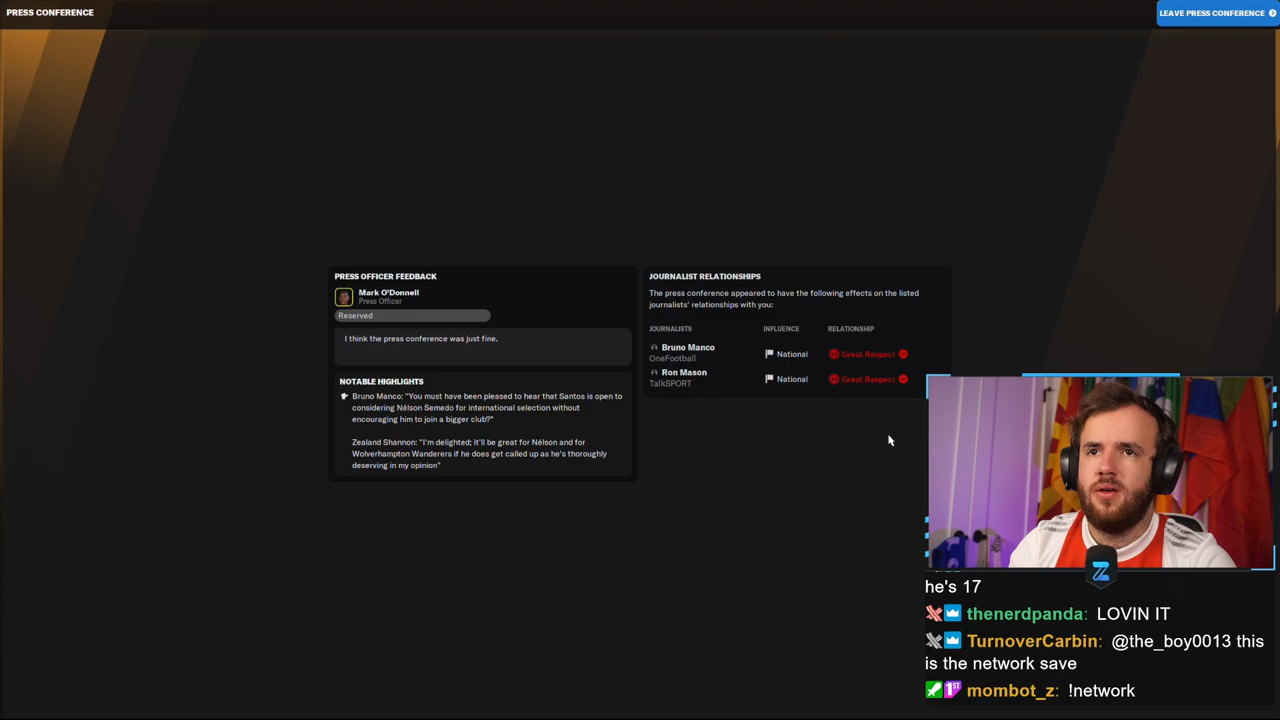 PRESS CONFERENCE
LEAVE PRESS CONFERENCE
PRESS OFFICER FEEDBACK
Mark O'Donnell
Press Officer
Reserved
I think the press conference was just fine.
NOTABLE HIGHLIGHTS
Bruno Manco: "You must have been pleased to hear that Santos is open to
considering Nélson Semedo for international selection without
encouraging him to join a bigger club?"
Zealand Shannon: "I'm delighted; it'll be great for Nélson and for
Wolverhampton Wanderers if he does get called up as he's thoroughly
deserving in my opinion"
JOURNALIST RELATIONSHIPS
The press conference appeared to have the following effects on the listed
journalists' relationships with you:
JOURNALISTS INFLUENCE RELATIONSHIP
Bruno Manco National Great Respect
OneFootball
Ron Mason National Great Respect
TalkSPORT
he's 17
thenerdpanda: LOVIN IT
TurnoverCarbin: @the_boy0013 this
is the network save
1ST mombot_z: !network